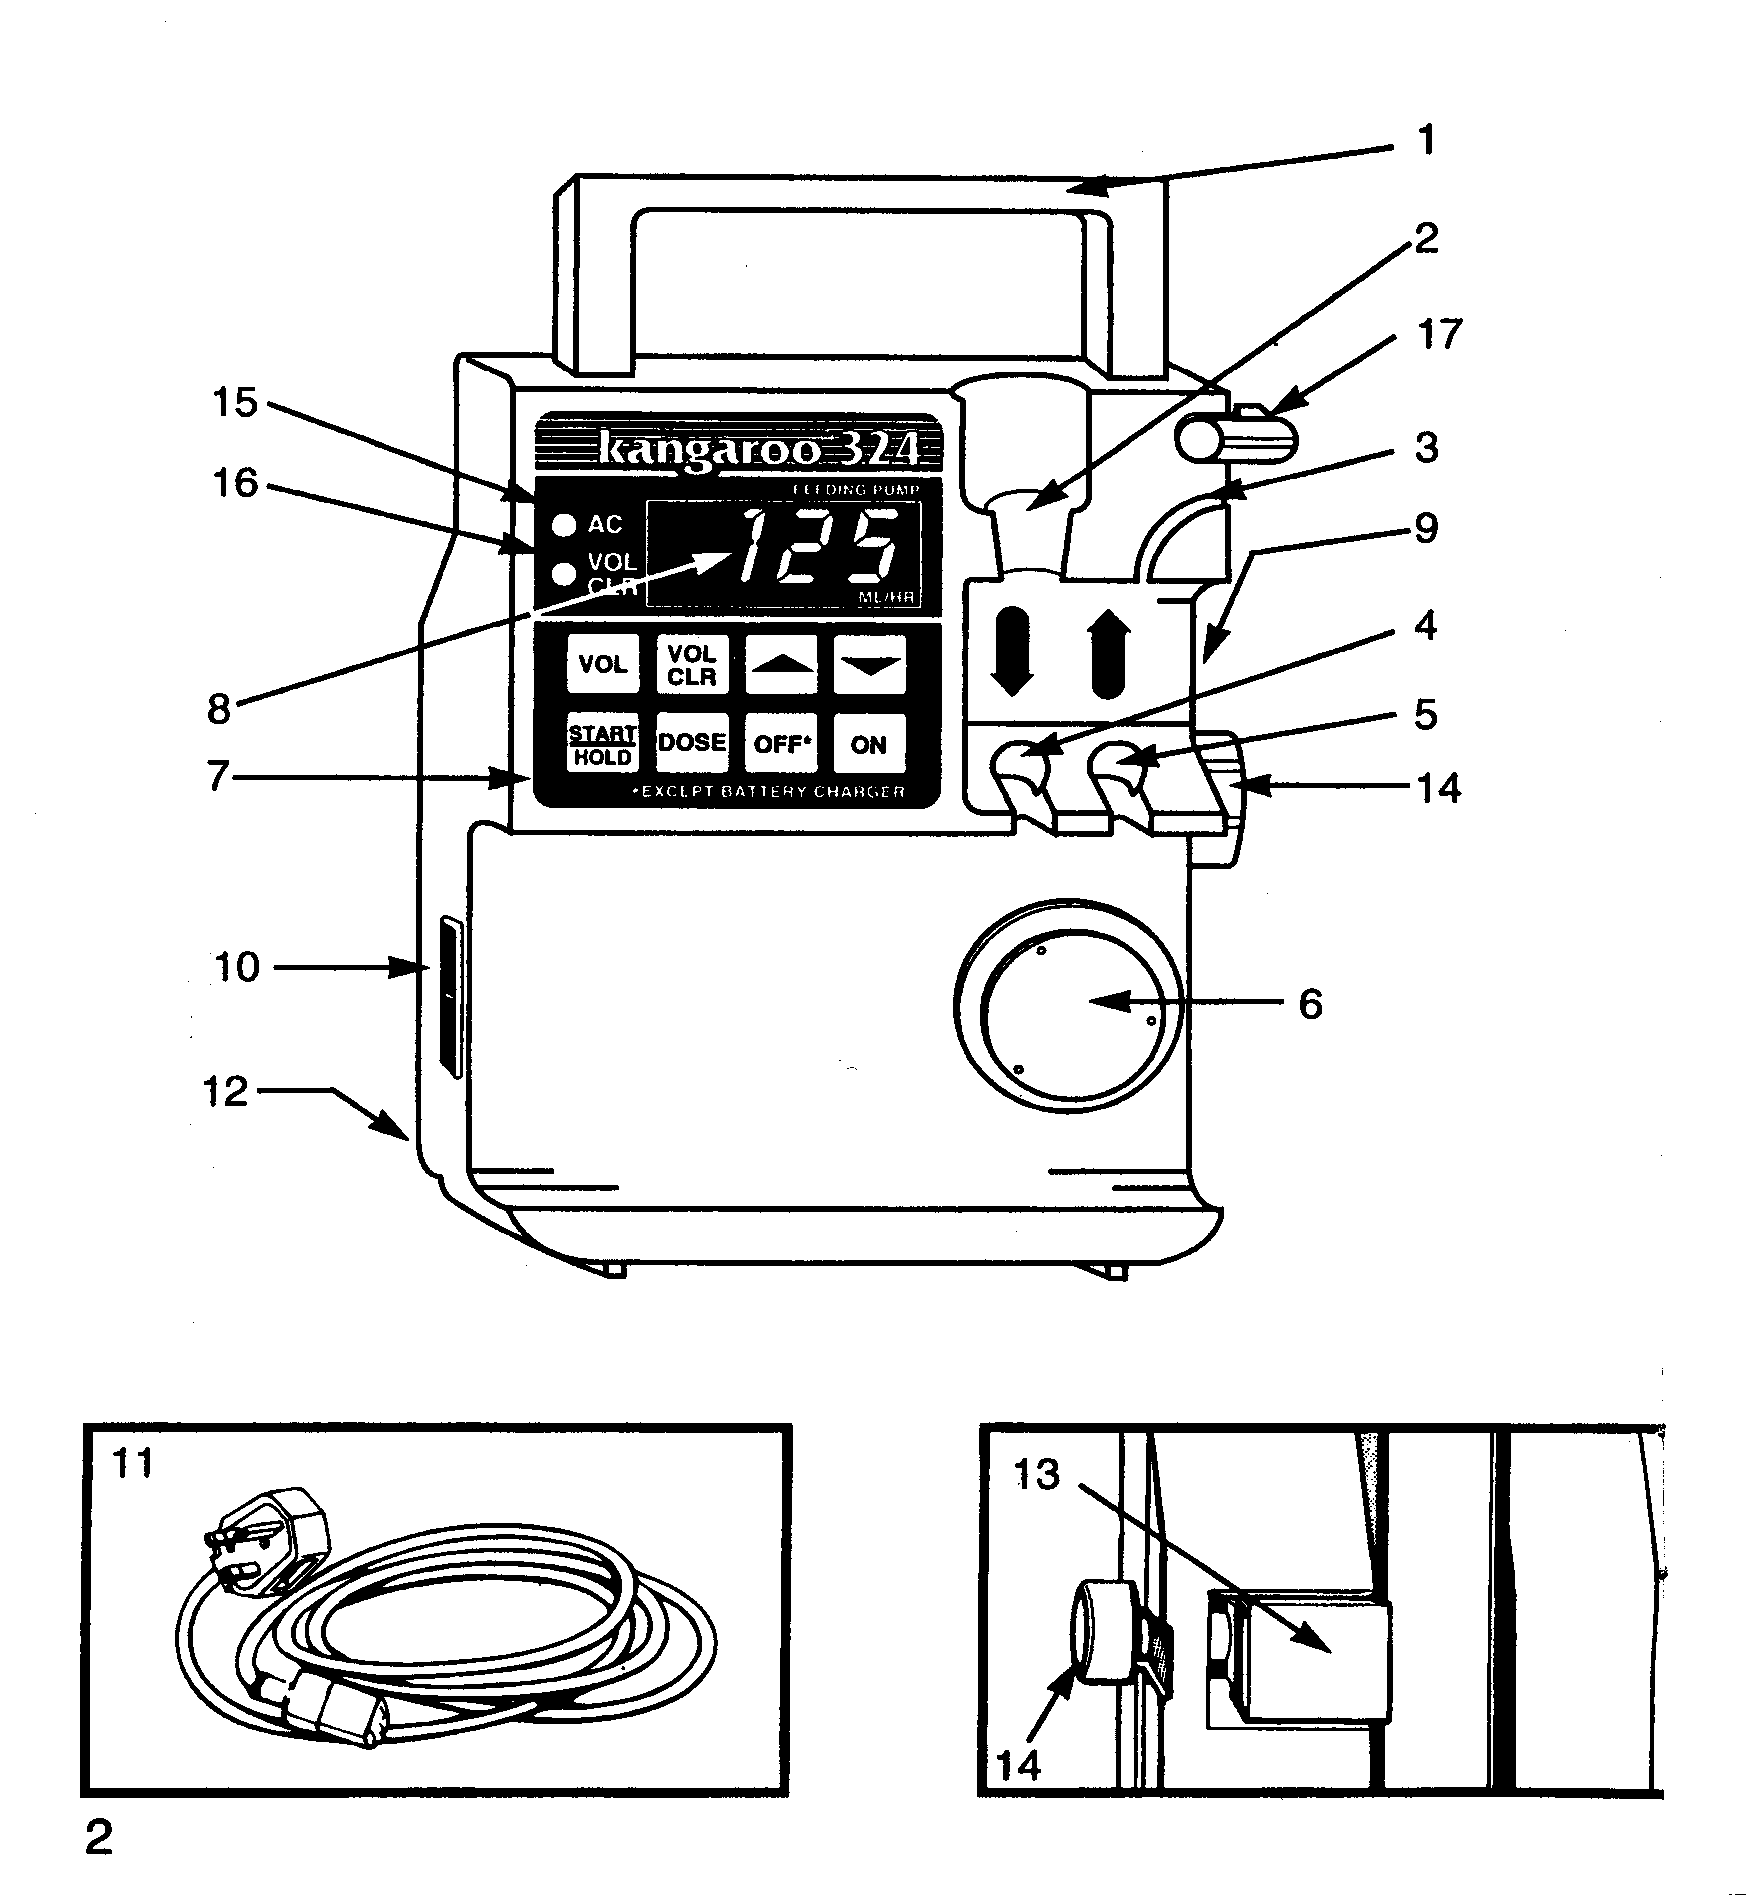 1
2
17
15
kangaroo 324
3
16
FEEDING PUMP
AC
125
9
VOL
CLR
ML/HR
4
VOL
VOL
CLR
8
5
START
HOLD
DOSE
OFF*
ON
7
14
*EXCEPT BATTERY CHARGER
10
6
12
11
13
14
2